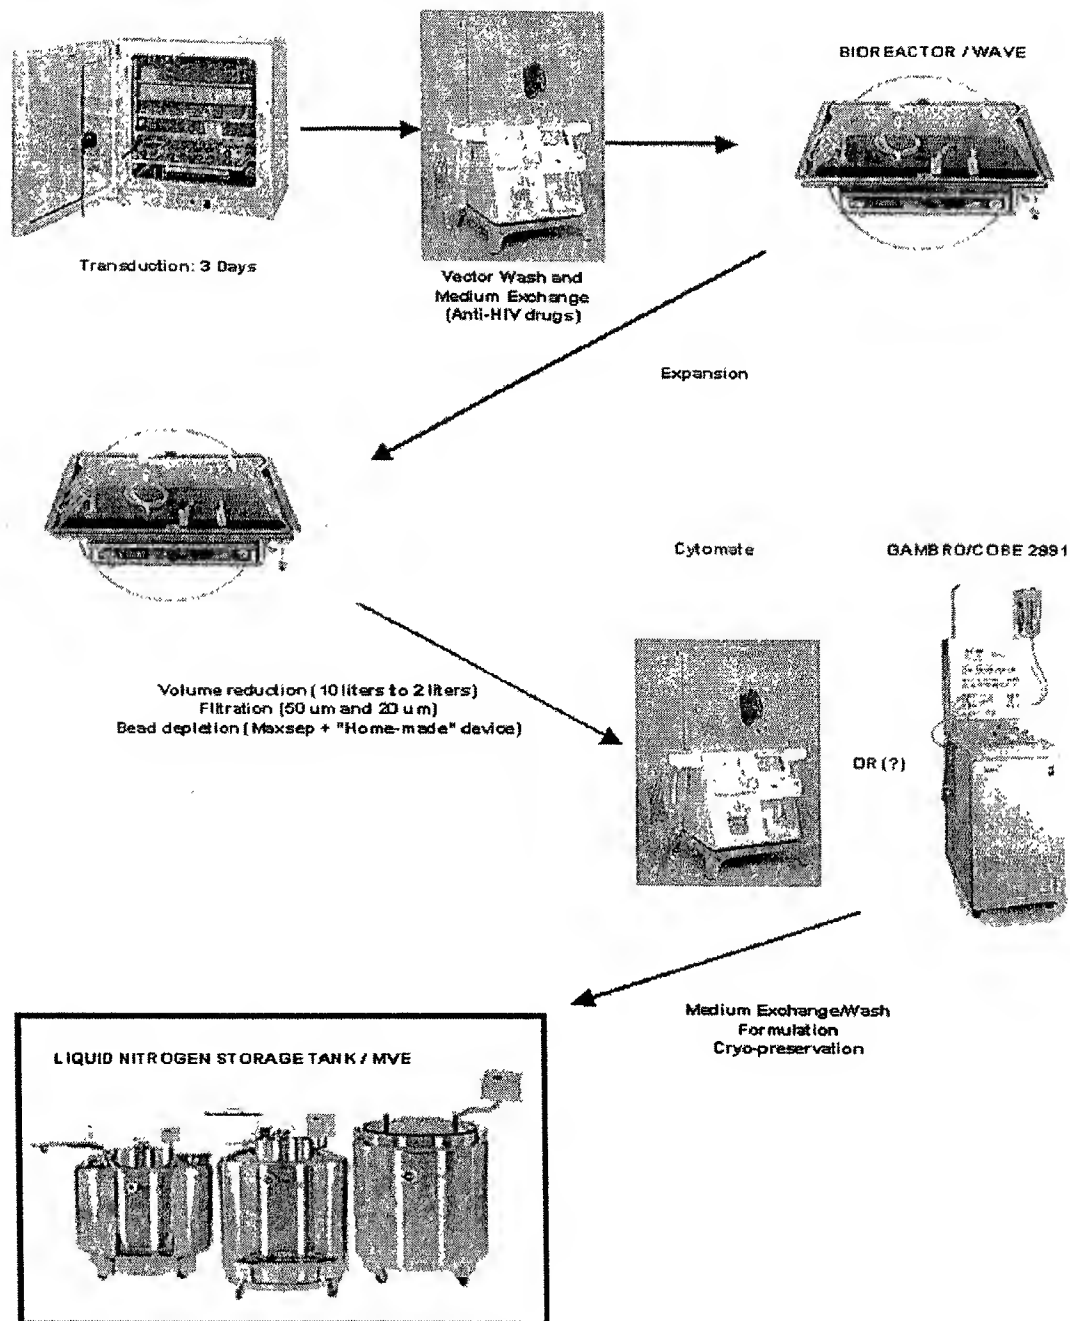 BIOREACTOR / WAVE
Transduction: 3 Days
Vector Wash and
Medium Exchange
(Anti-HIV drugs)
Expansion
Cytomate
GAMBRO/COBE 2991
Volume reduction (10 liters to 2 liters)
Filtration (50 um and 20 um)
Bead depletion (Maxsep + "Home-made" device)
OR (?)
Medium Exchange/Wash
Formulation
Cryo-preservation
LIQUID NITROGEN STORAGE TANK / MVE